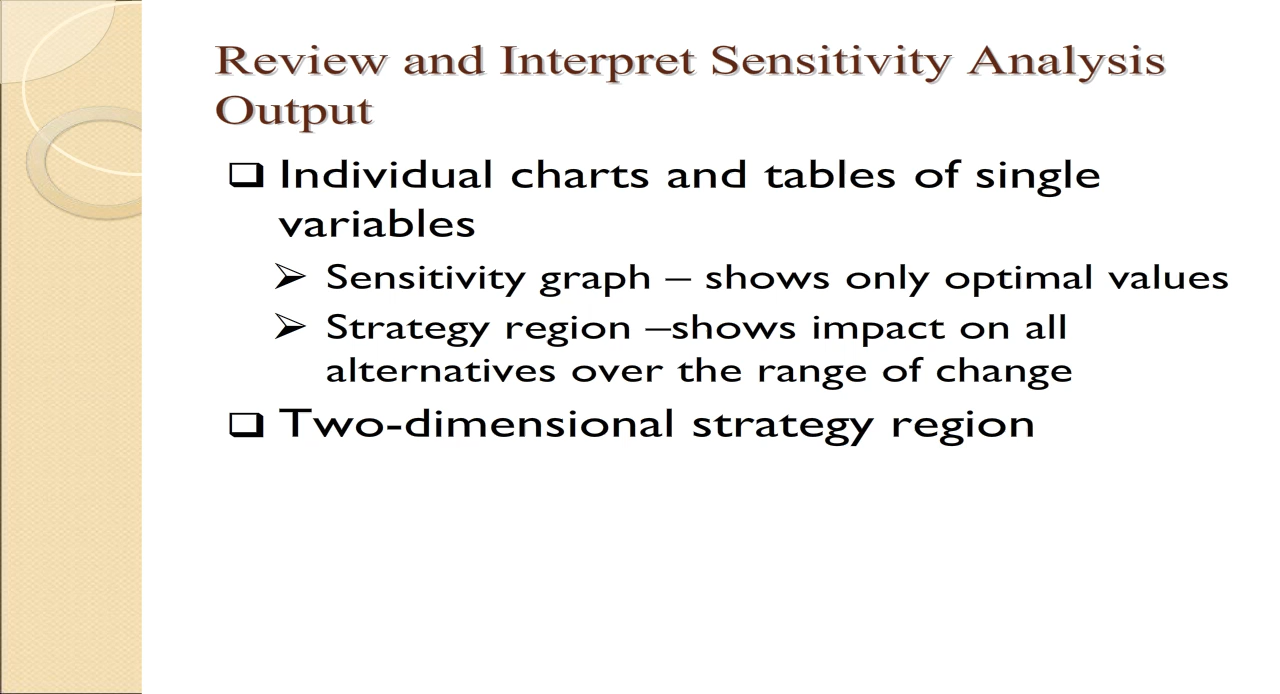 Review and Interpret Sensitivity Analysis
Output
❑ Individual charts and tables of single
variables
➢ Sensitivity graph – shows only optimal values
➢ Strategy region –shows impact on all
alternatives over the range of change
❑ Two-dimensional strategy region